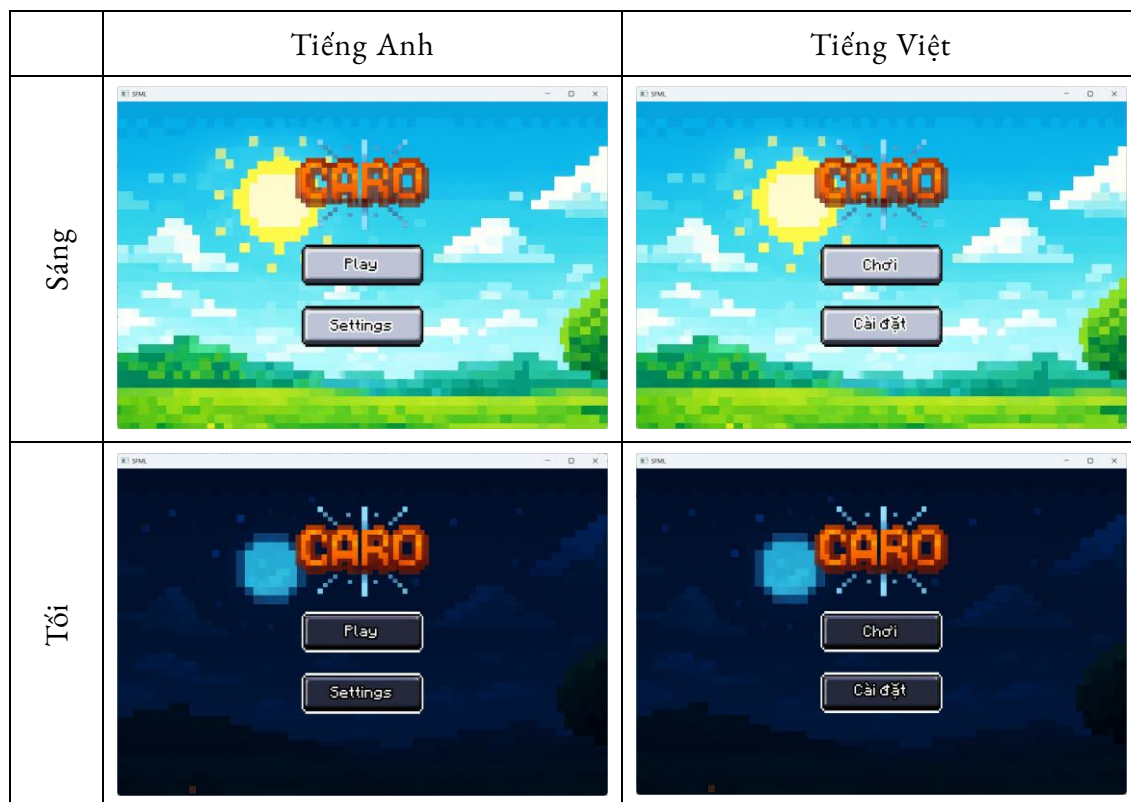 Tiếng Anh
Tiếng Việt
Sáng
SFML
CARO
Play
Settings
SFML
CARO
Chơi
Cài đặt
Tối
SFML
CARO
Play
Settings
SFML
CARO
Chơi
Cài đặt